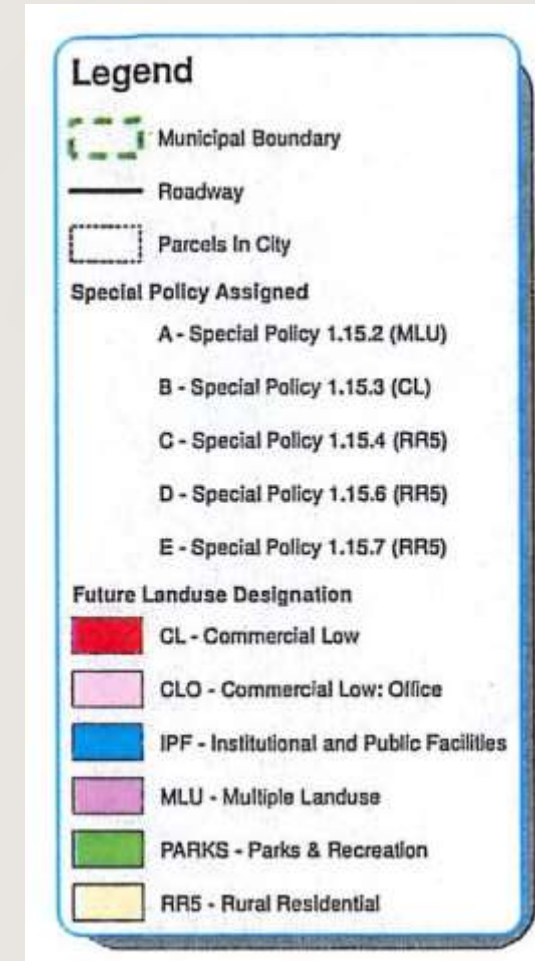 Legend
Municipal Boundary
Roadway
Parcels In City
Special Policy Assigned
A - Special Policy 1.15.2 (MLU)
B - Special Policy 1.15.3 (CL)
C - Special Policy 1.15.4 (RR5)
D - Special Policy 1.15.6 (RR5)
E - Special Policy 1.15.7 (RR5)
Future Landuse Designation
CL - Commercial Low
CLO - Commercial Low: Office
IPF - Institutional and Public Facilities
MLU - Multiple Landuse
PARKS - Parks & Recreation
RR5 - Rural Residential